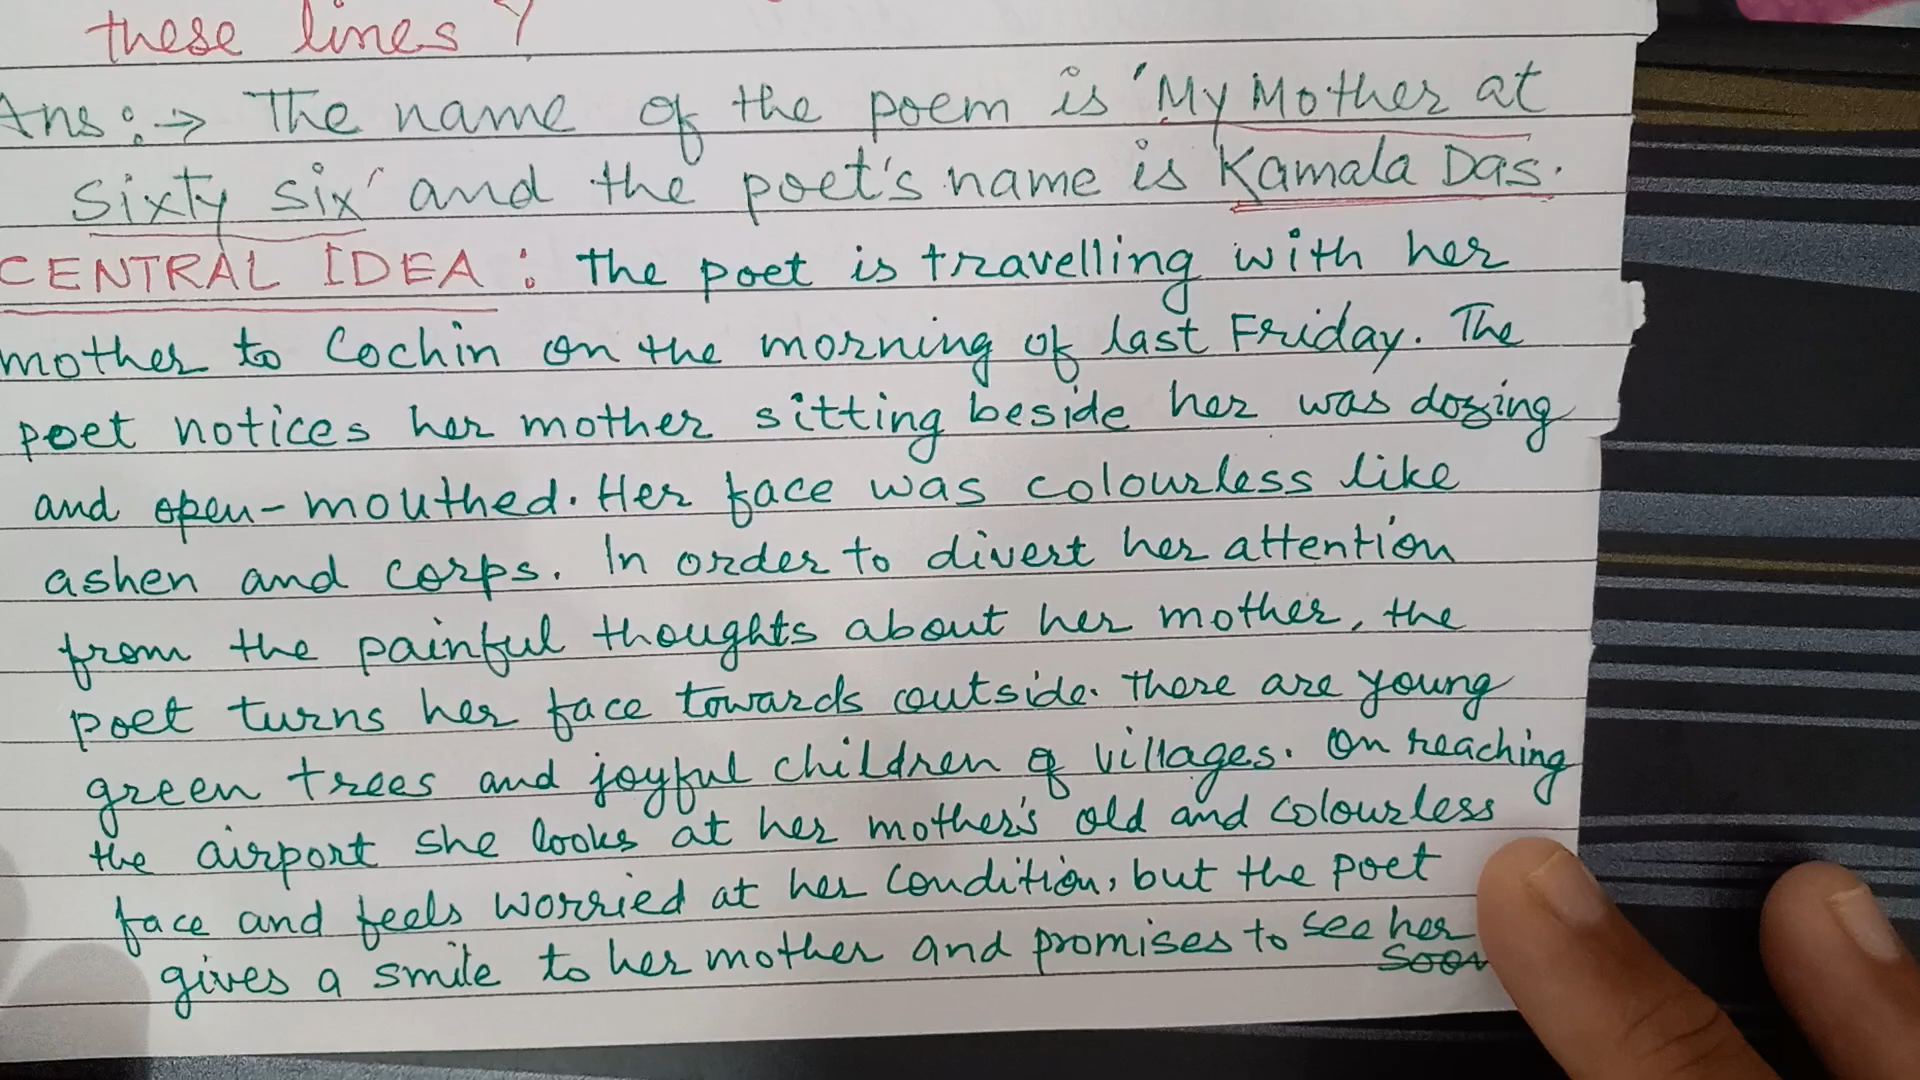 these lines ?
Ans :→ The name of the poem is 'My Mother at
Sixty six' and the poet's name is Kamala Das.
CENTRAL IDEA : The poet is travelling with her
mother to Cochin on the morning of last Friday. The
poet notices her mother sitting beside her was dozing
and open-mouthed. Her face was colourless like
ashen and corps. In order to divert her attention
from the painful thoughts about her mother, the
poet turns her face towards outside. There are young
green trees and joyful children of villages. On reaching
the airport she looks at her mother's old and colourless
face and feels worried at her condition, but the poet
gives a smile to her mother and promises to see her
soon